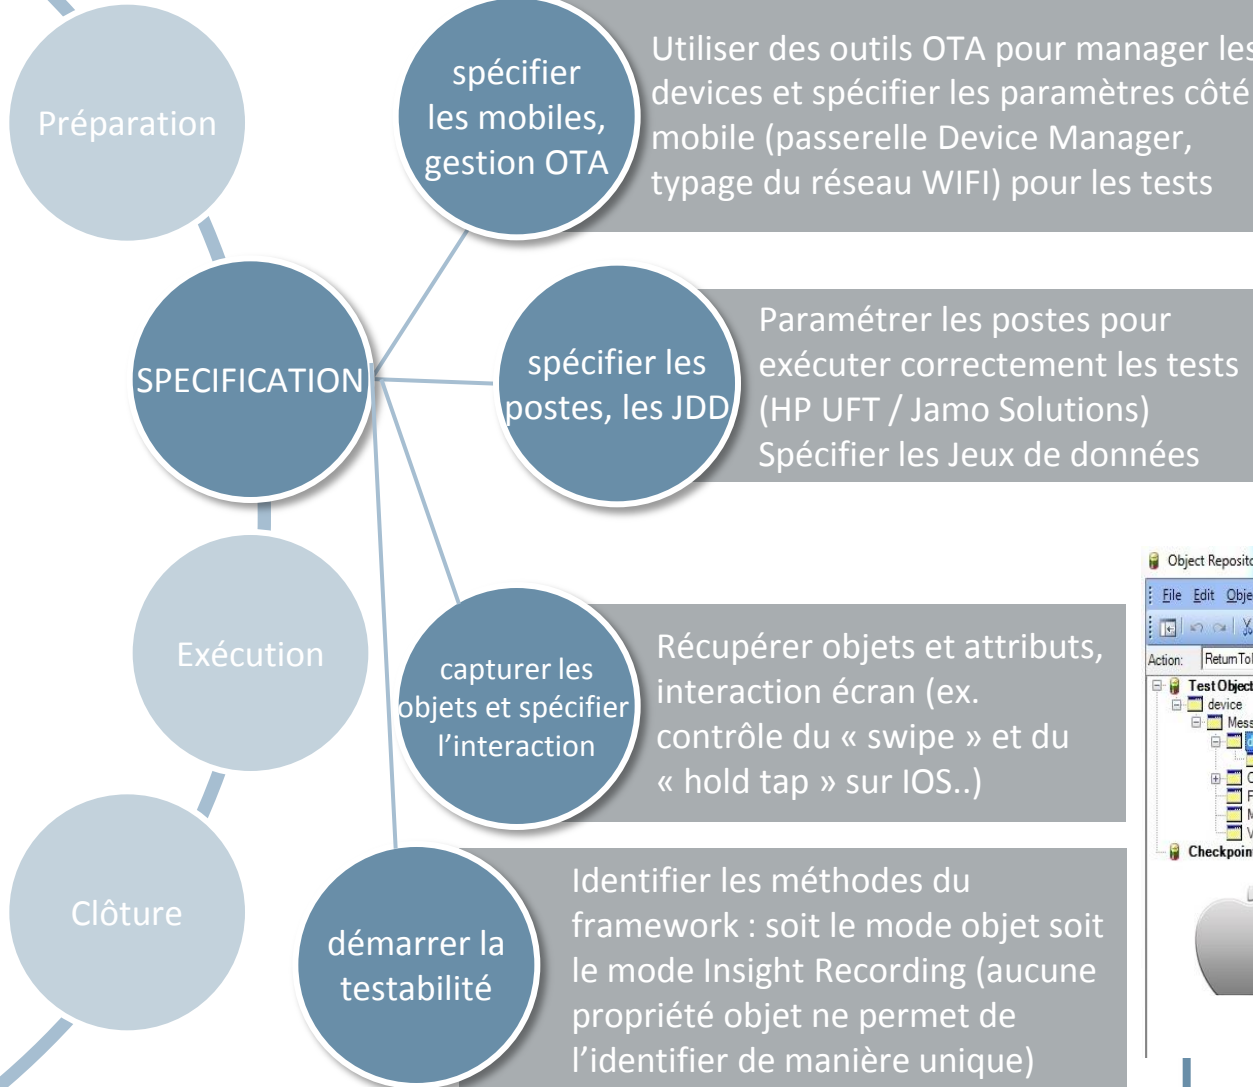 Préparation
spécifier
les mobiles,
gestion OTA
Utiliser des outils OTA pour manager les
devices et spécifier les paramètres côté
mobile (passerelle Device Manager,
typage du réseau WIFI) pour les tests
SPECIFICATION
spécifier les
postes, les JDD
Paramétrer les postes pour
exécuter correctement les tests
(HP UFT / Jamo Solutions)
Spécifier les Jeux de données
Exécution
capturer les
objets et spécifier
l’interaction
Récupérer objets et attributs,
interaction écran (ex.
contrôle du « swipe » et du
« hold tap » sur IOS..)
Clôture
démarrer la
testabilité
Identifier les méthodes du
framework : soit le mode objet soit
le mode Insight Recording (aucune
propriété objet ne permet de
l’identifier de manière unique)
Object Reposito
File Edit Obje
Action:
Test Object
device
Mess
Checkpoin